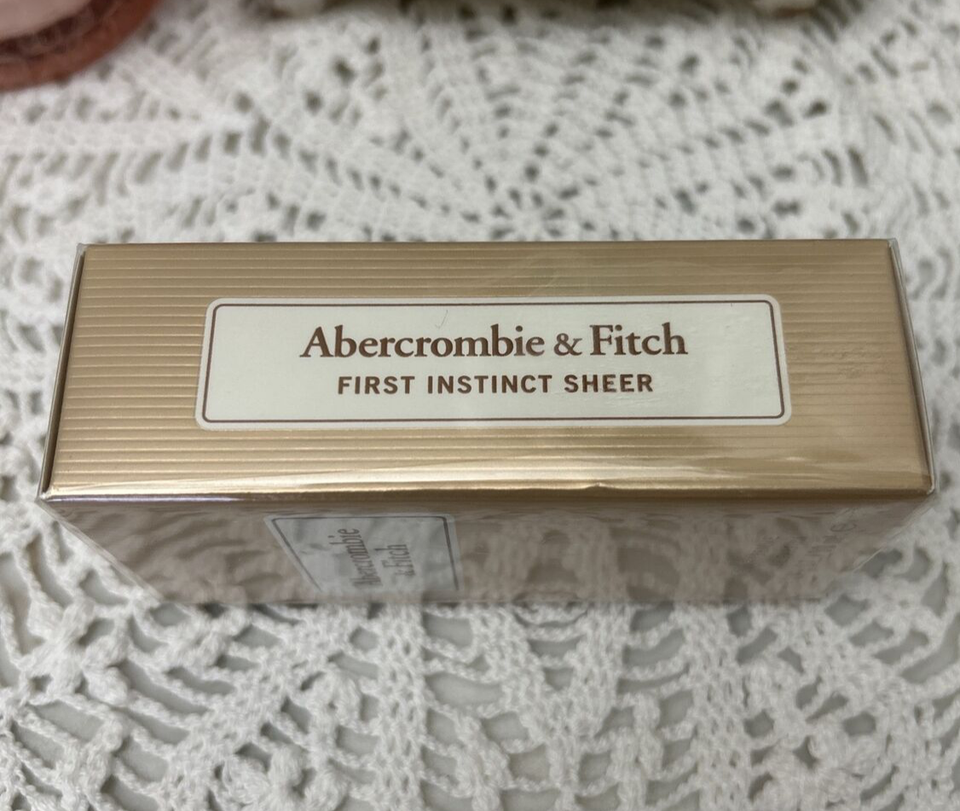 Abercrombie & Fitch
FIRST INSTINCT SHEER
Abercrombie
& Fitch